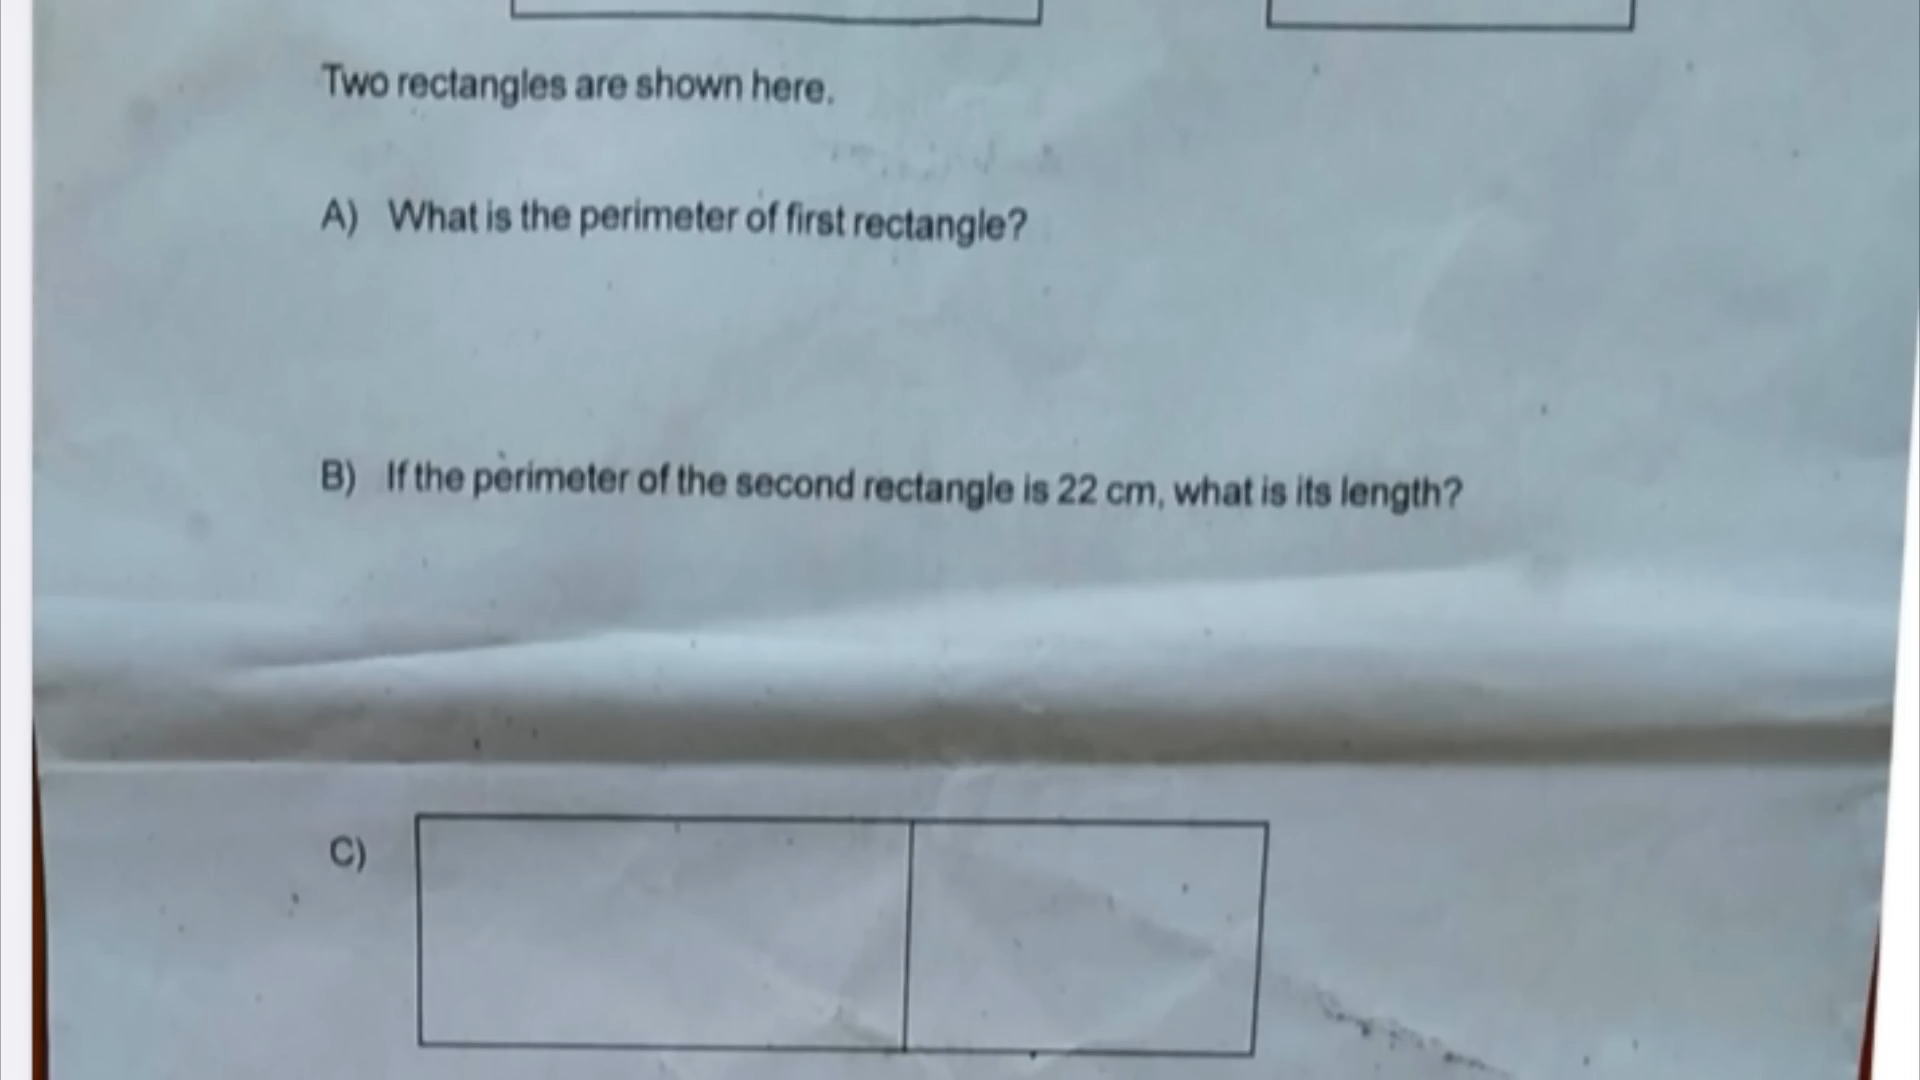 Two rectangles are shown here.
A) What is the perimeter of first rectangle?
B) If the perimeter of the second rectangle is 22 cm, what is its length?
C)